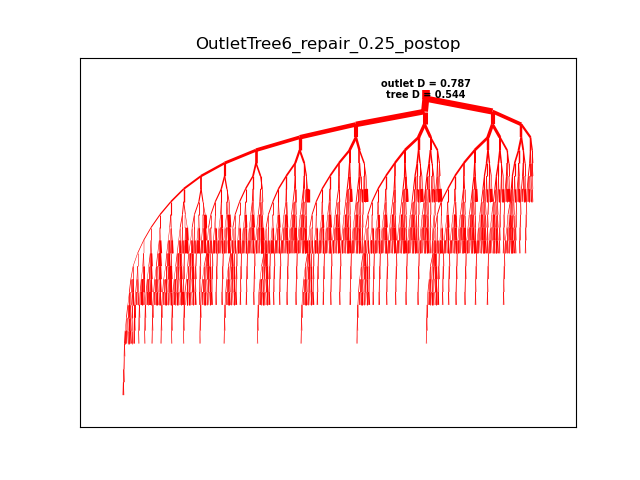 OutletTree6_repair_0.25_postop
outlet D = 0.787
tree D = 0.544